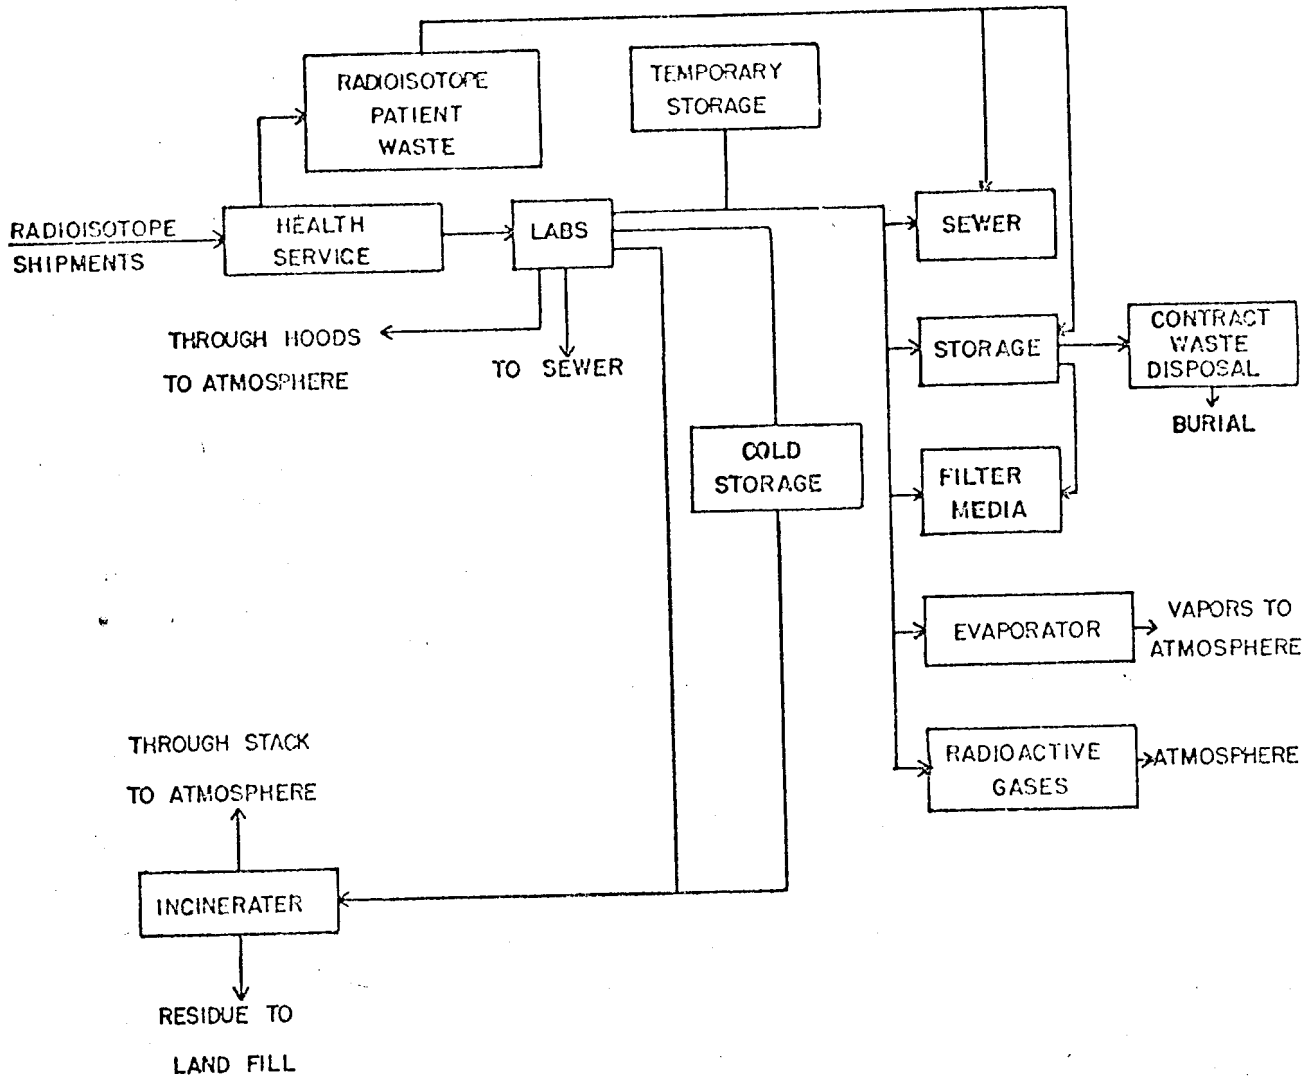 RADIOISOTOPE
PATIENT
WASTE
TEMPORARY
STORAGE
RADIOISOTOPE
SHIPMENTS
HEALTH
SERVICE
LABS
SEWER
THROUGH HOODS
TO ATMOSPHERE
TO SEWER
STORAGE
CONTRACT
WASTE
DISPOSAL
BURIAL
COLD
STORAGE
FILTER
MEDIA
EVAPORATOR
VAPORS TO
ATMOSPHERE
RADIOACTIVE
GASES
ATMOSPHERE
THROUGH STACK
TO ATMOSPHERE
INCINERATER
RESIDUE TO
LAND FILL